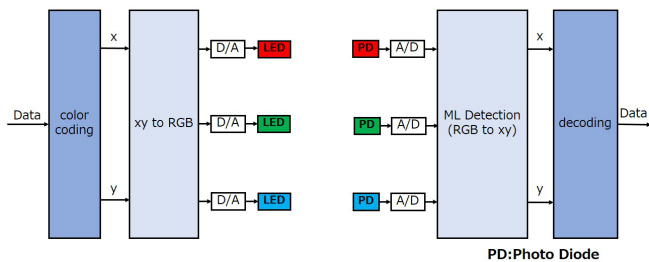 Data
color
coding
x
y
xy to RGB
D/A
LED
D/A
LED
D/A
LED
PD
A/D
PD
A/D
PD
A/D
ML Detection
(RGB to xy)
x
y
decoding
Data
PD:Photo Diode